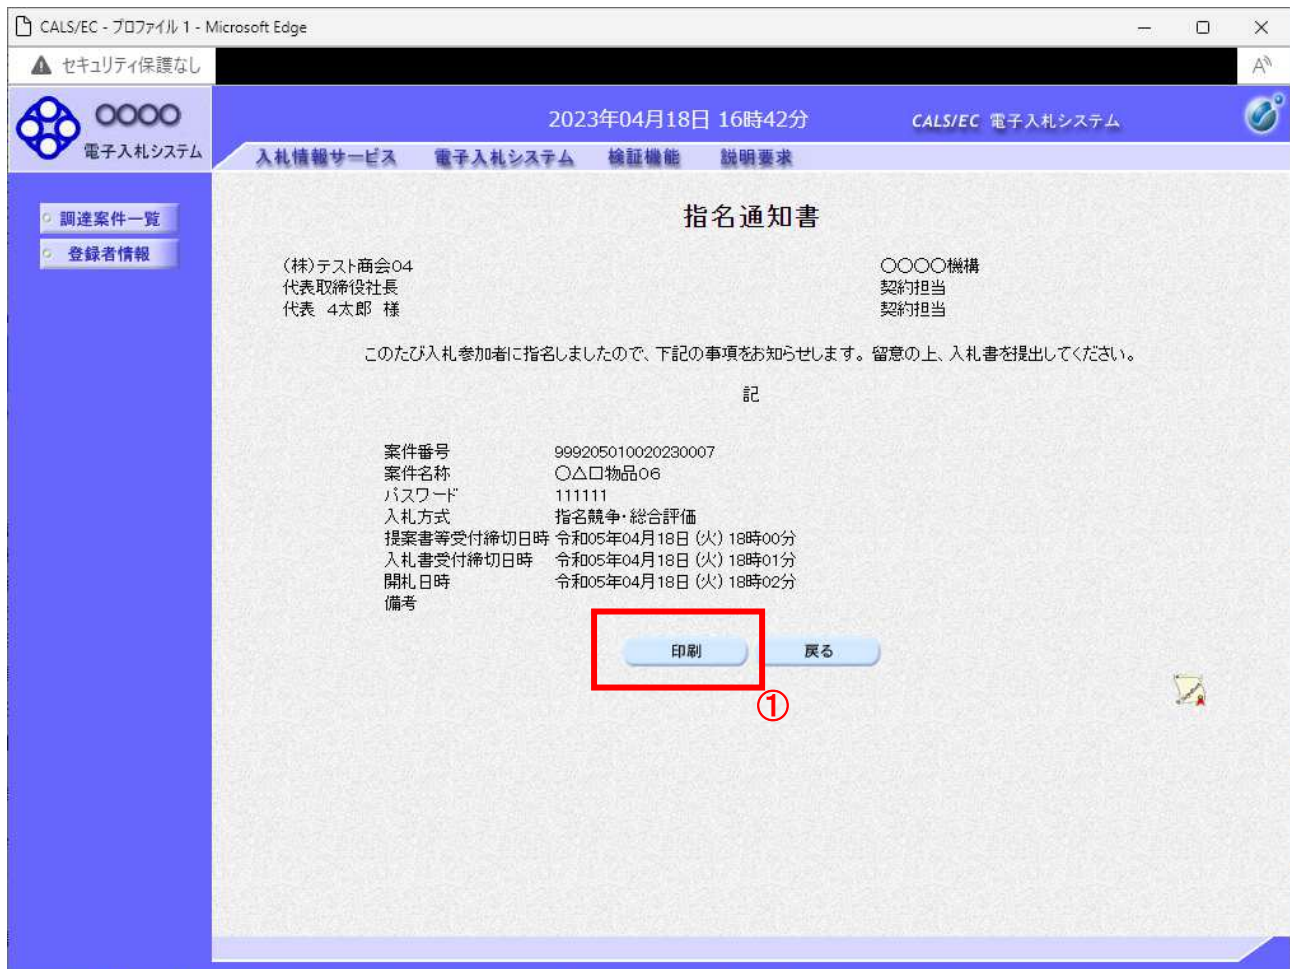 CALS/EC - プロファイル 1 - Microsoft Edge
セキュリティ保護なし
〇〇〇〇
電子入札システム
2023年04月18日 16時42分
CALS/EC 電子入札システム
入札情報サービス 電子入札システム 検証機能 説明要求
調達案件一覧
登録者情報
指名通知書
(株)テスト商会04
代表取締役社長
代表 4太郎 様
〇〇〇〇機構
契約担当
契約担当
このたび入札参加者に指名しましたので、下記の事項をお知らせします。留意の上、入札書を提出してください。
記
案件番号 999205010020230007
案件名称 〇△口物品06
パスワード 111111
入札方式 指名競争・総合評価
提案書等受付締切日時 令和05年04月18日(火)18時00分
入札書受付締切日時 令和05年04月18日(火)18時01分
開札日時 令和05年04月18日(火)18時02分
備考
印刷 戻る
①